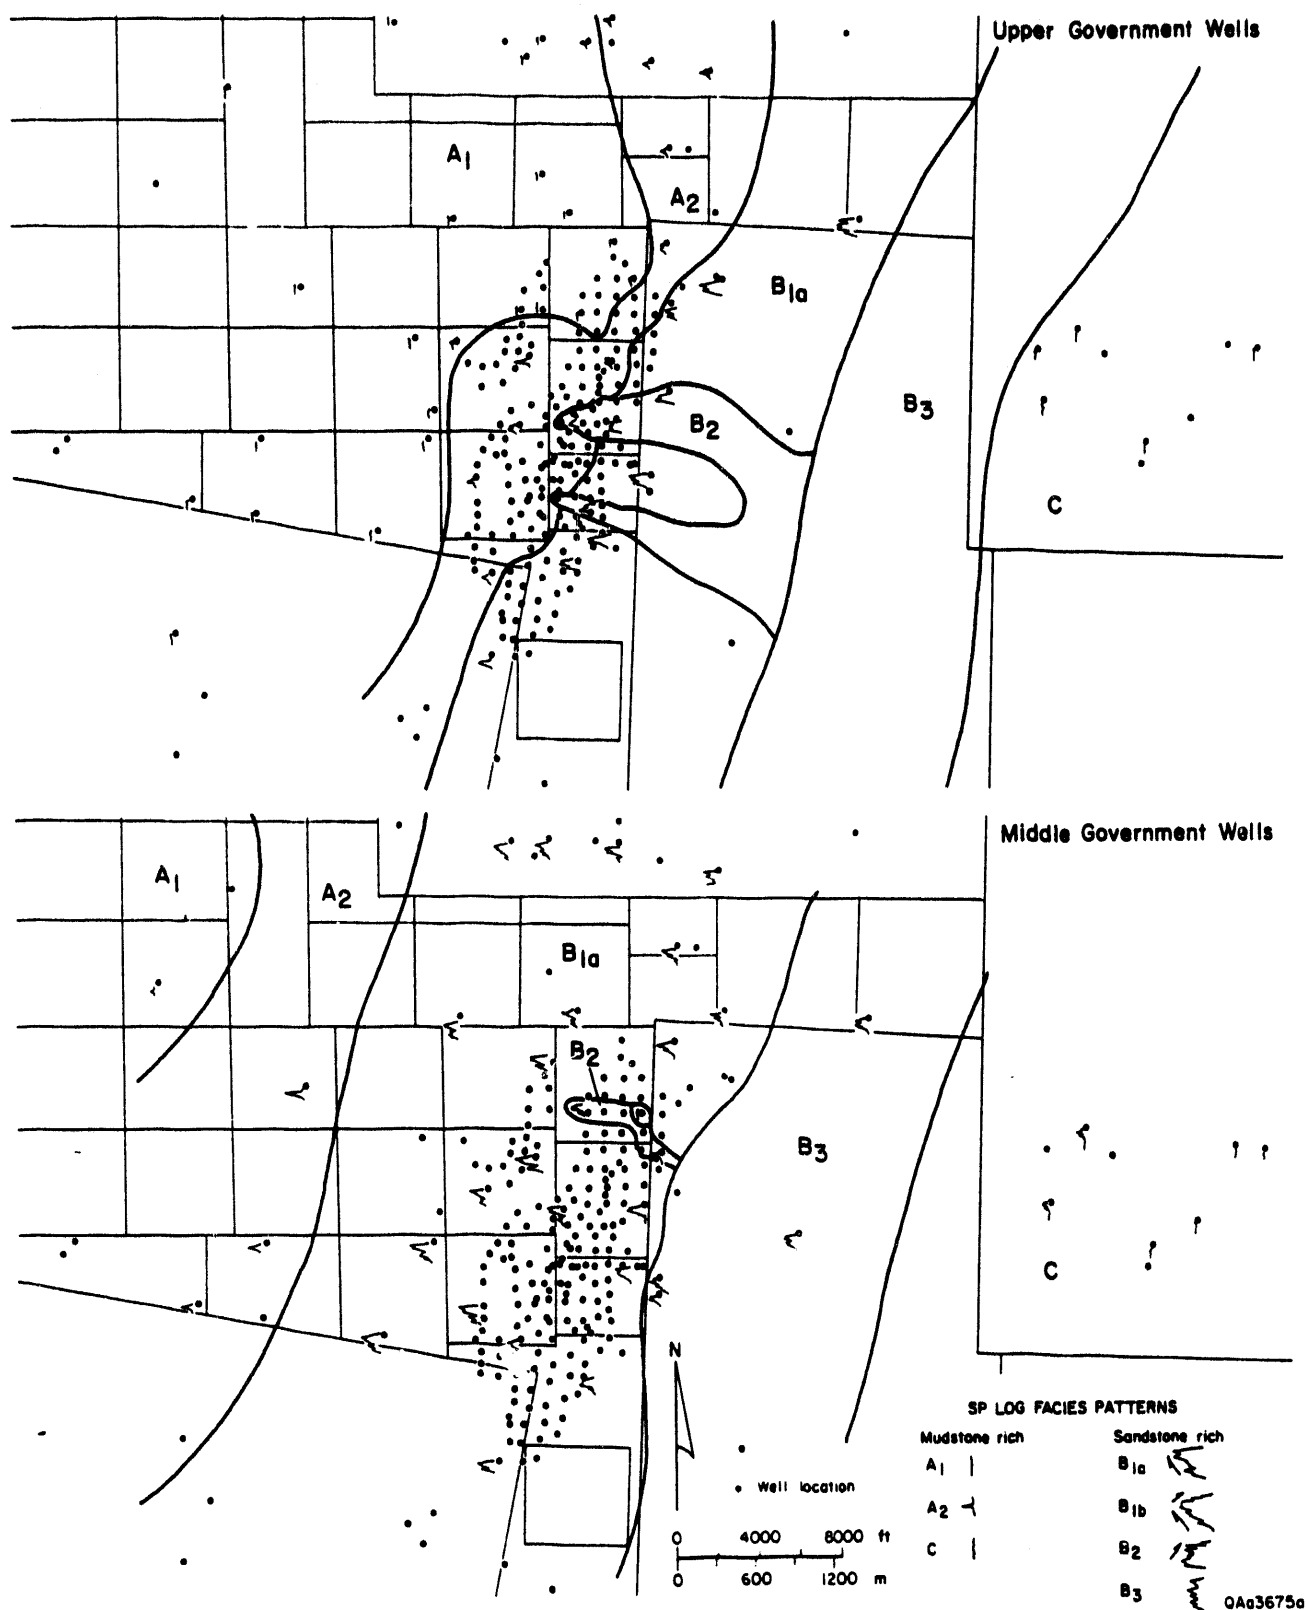 Upper Government Wells
A1
A2
B1a
B2
B3
C
Middle Government Wells
A1
A2
B1a
B2
B3
C
N
SP LOG FACIES PATTERNS
Mudstone rich Sandstone rich
A1 B1a
A2 B1b
C B2
B3
Well location
0 4000 8000 ft
0 600 1200 m
QAa3675a